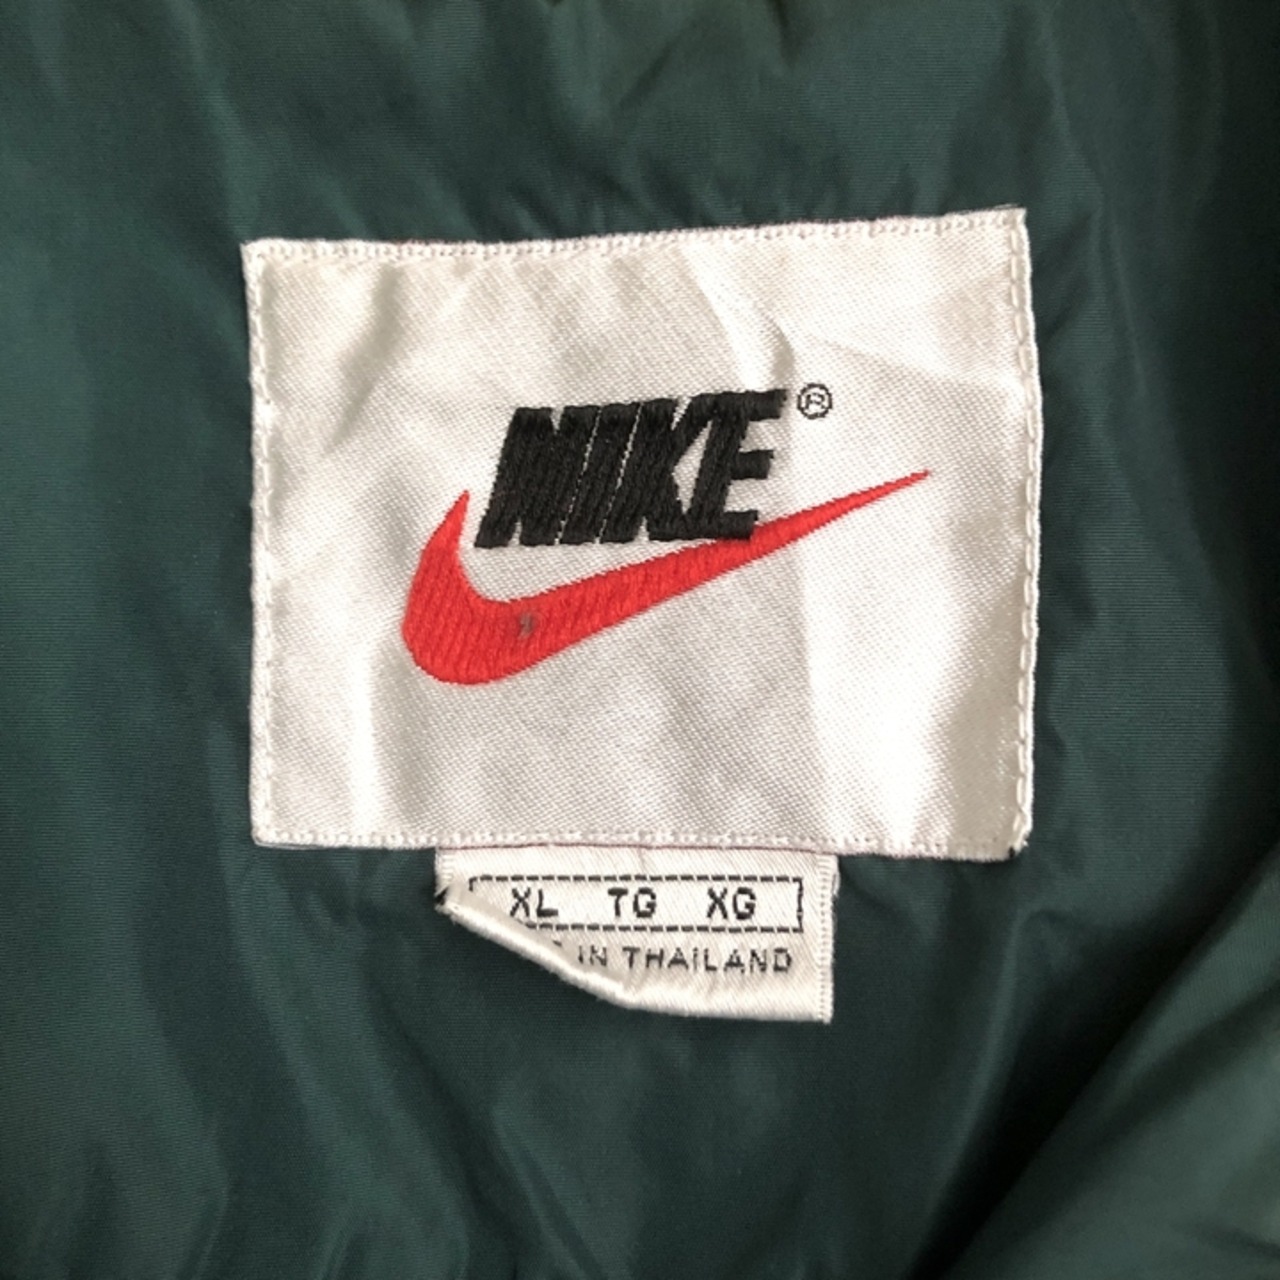 NIKE®
XL TG XG
IN THAILAND